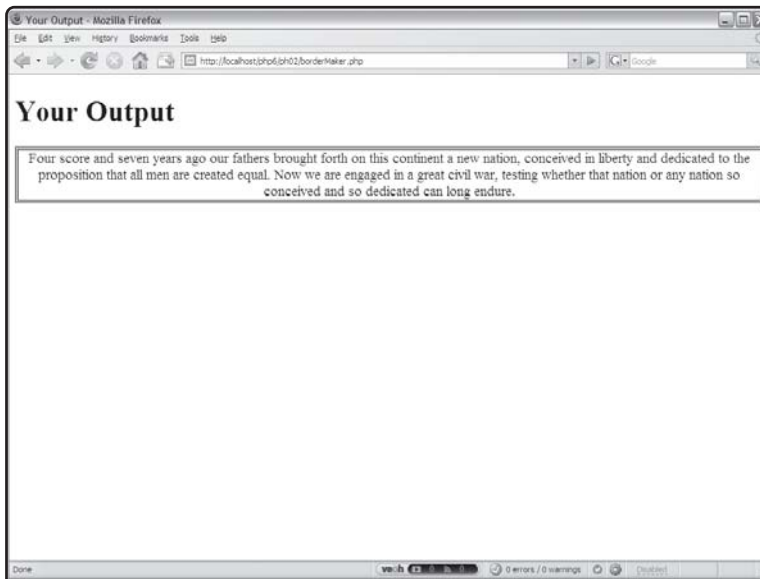 Your Output - Mozilla Firefox
File Edit View History Bookmarks Tools Help
http://localhost/php6/ph02/borderMaker.php
Google
Your Output
Four score and seven years ago our fathers brought forth on this continent a new nation, conceived in liberty and dedicated to the
proposition that all men are created equal. Now we are engaged in a great civil war, testing whether that nation or any nation so
conceived and so dedicated can long endure.
Done
0 errors / 0 warnings
Disabled